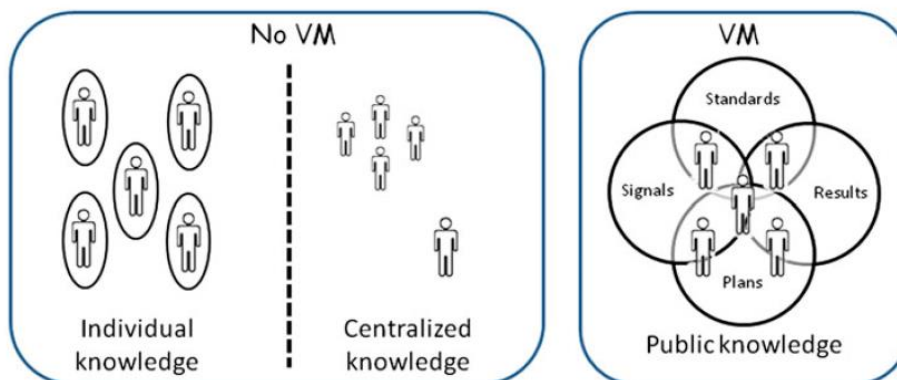 No VM
Individual
knowledge
Centralized
knowledge
VM
Standards
Signals
Results
Plans
Public knowledge